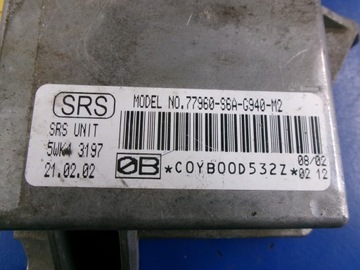 SRS
MODEL NO.77960-S6A-G940-M2
SRS UNIT
5WK4 3197
21.02.02
0B
*COYB00D532Z*
08/02
02 12